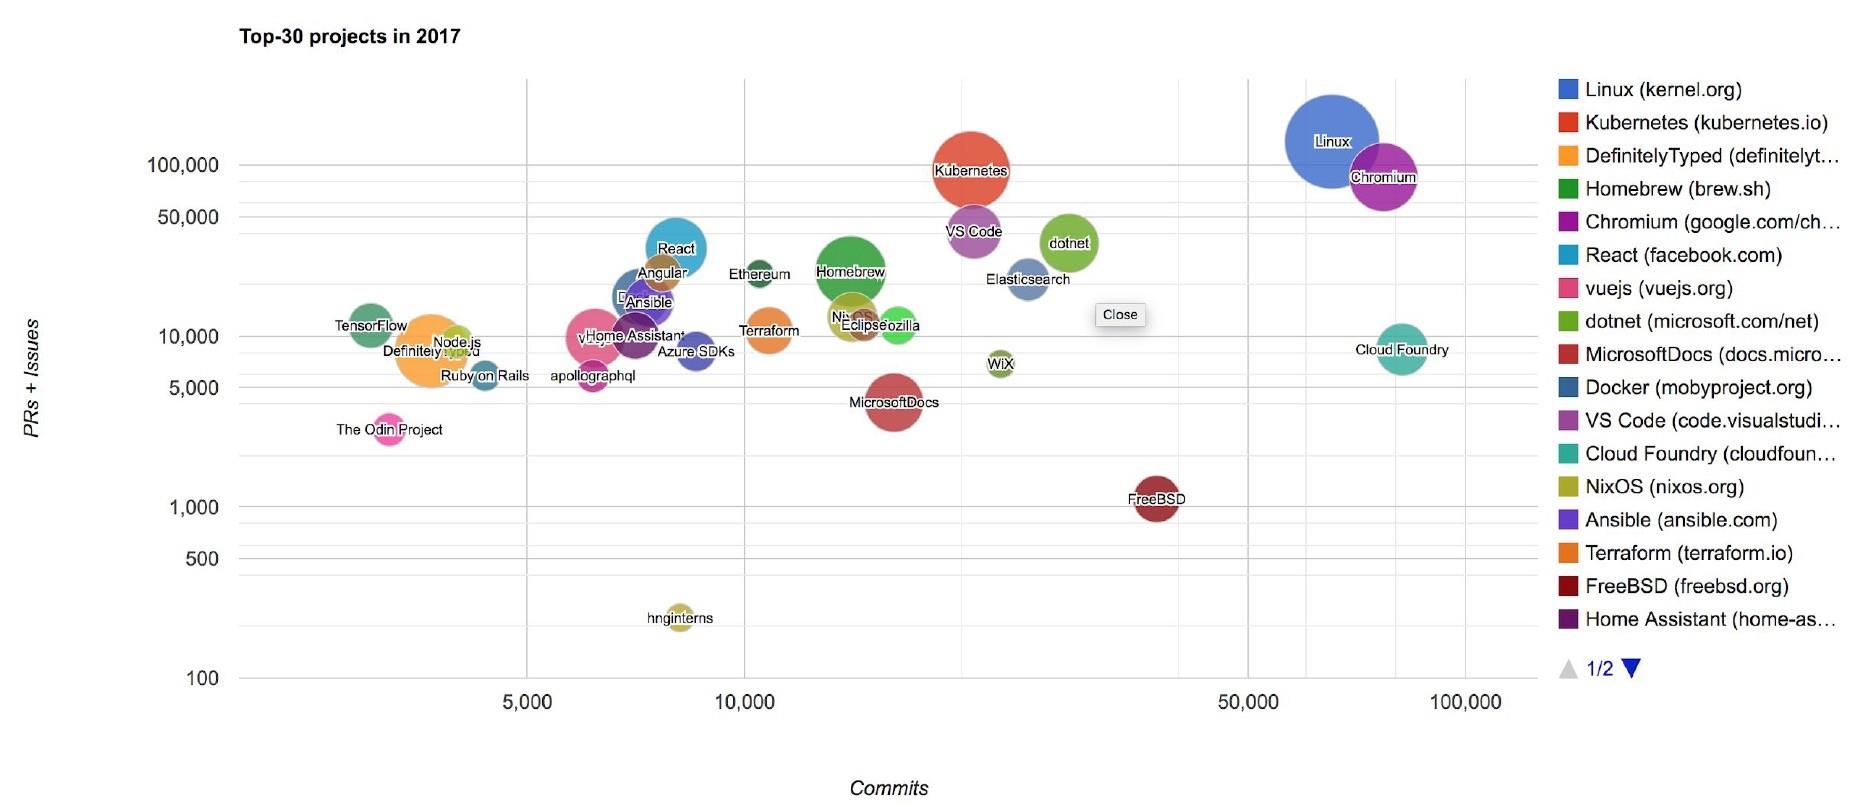 Top-30 projects in 2017
PRs + Issues
100,000
50,000
10,000
5,000
1,000
500
100
5,000
10,000
50,000
100,000
Commits
Linux
Chromium
Kubernetes
VS Code
dotnet
React
Angular
Ethereum
Homebrew
Elasticsearch
Ansible
TensorFlow
Node.js
Home Assistant
Terraform
Eclipse
Azure SDKs
Cloud Foundry
WiX
Ruby on Rails
apollographql
MicrosoftDocs
The Odin Project
FreeBSD
hnginterns
Close
Linux (kernel.org)
Kubernetes (kubernetes.io)
DefinitelyTyped (definitelyt...
Homebrew (brew.sh)
Chromium (google.com/ch...
React (facebook.com)
vuejs (vuejs.org)
dotnet (microsoft.com/net)
MicrosoftDocs (docs.micro...
Docker (mobyproject.org)
VS Code (code.visualstudi...
Cloud Foundry (cloudfoun...
NixOS (nixos.org)
Ansible (ansible.com)
Terraform (terraform.io)
FreeBSD (freebsd.org)
Home Assistant (home-as...
1/2